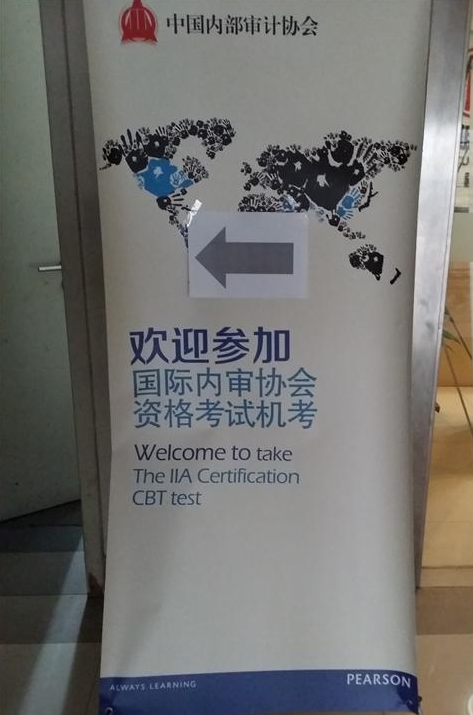 中国内部审计协会
欢迎参加
国际内审协会
资格考试机考
Welcome to take
The IIA Certification
CBT test
ALWAYS LEARNING
PEARSON